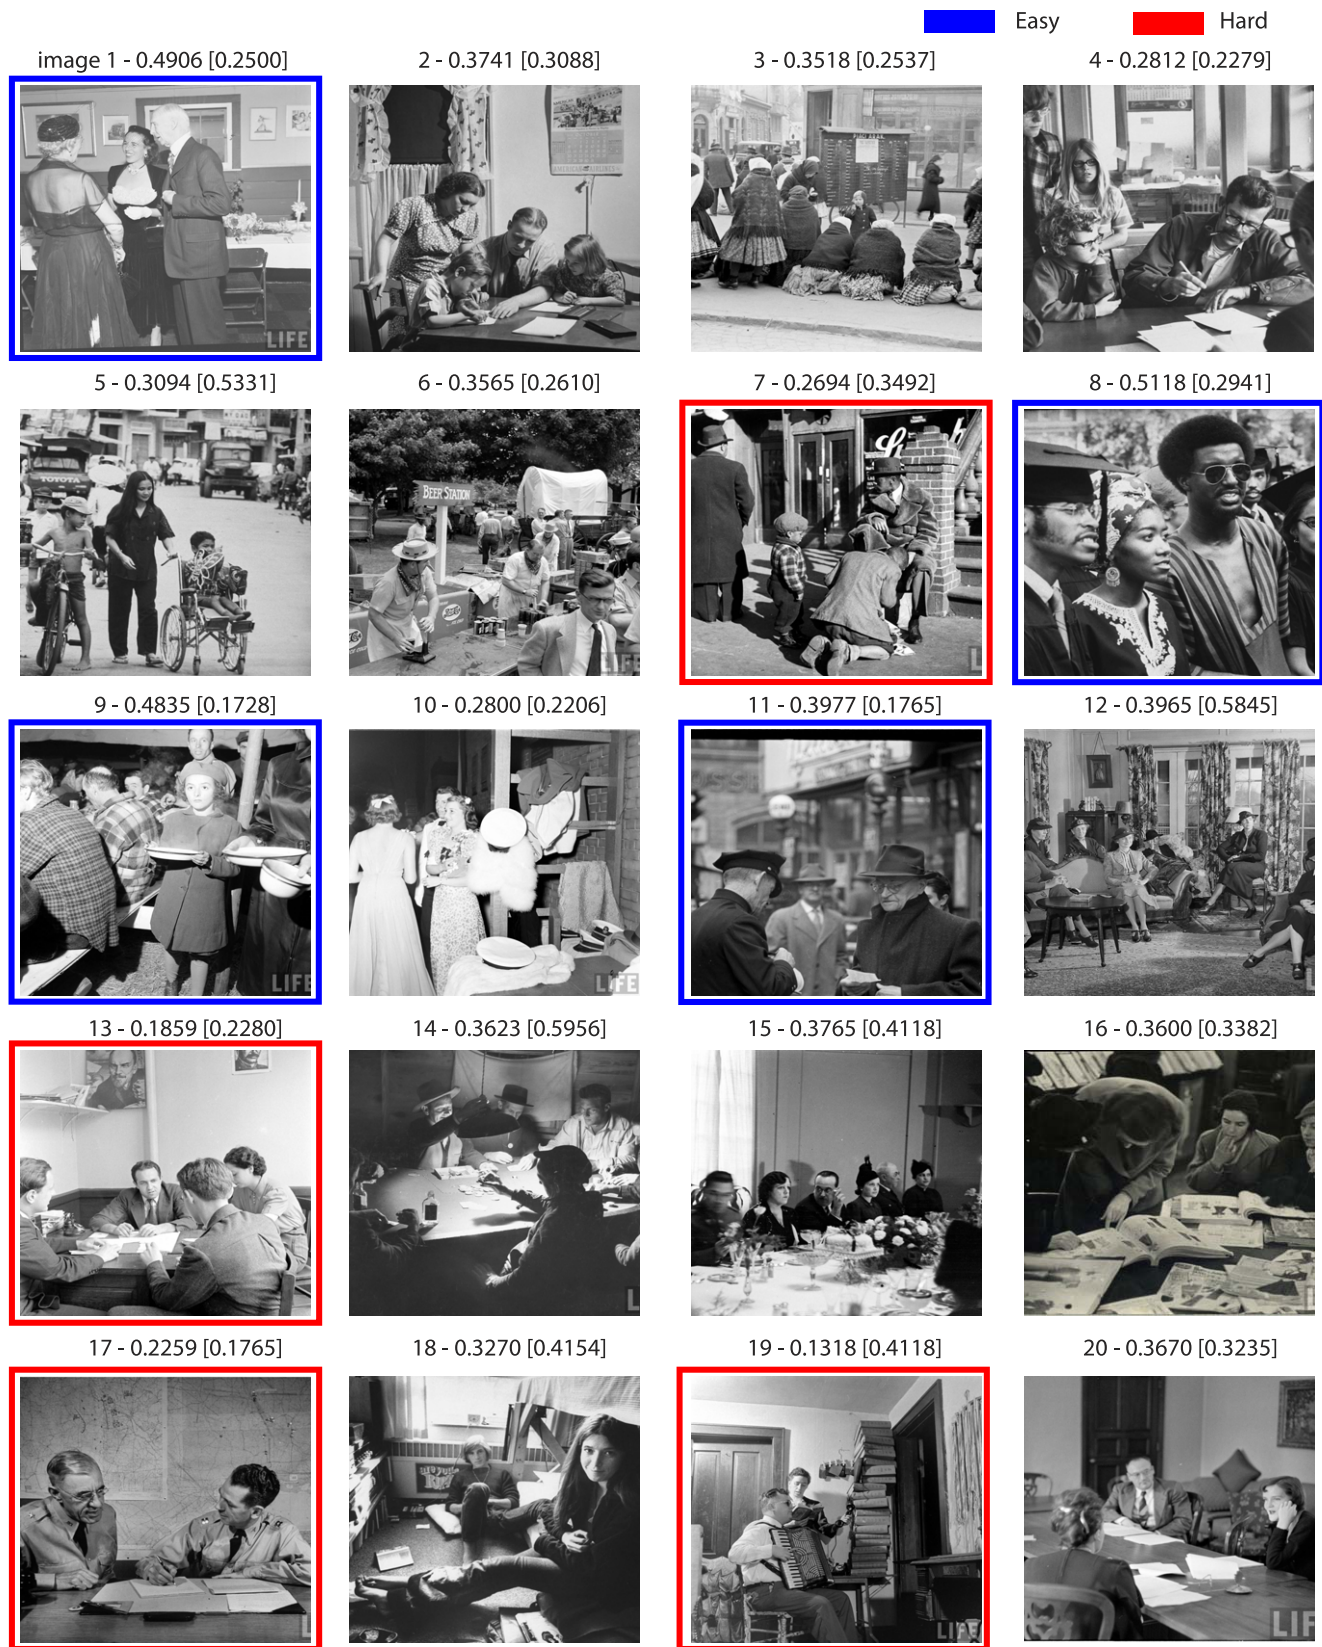 Easy Hard
image 1 - 0.4906 [0.2500] 2 - 0.3741 [0.3088] 3 - 0.3518 [0.2537] 4 - 0.2812 [0.2279]
LIFE
5 - 0.3094 [0.5331] 6 - 0.3565 [0.2610] 7 - 0.2694 [0.3492] 8 - 0.5118 [0.2941]
TOYOTA
BEER STATION
LIFE
L
9 - 0.4835 [0.1728] 10 - 0.2800 [0.2206] 11 - 0.3977 [0.1765] 12 - 0.3965 [0.5845]
LIFE LIFE L
13 - 0.1859 [0.2280] 14 - 0.3623 [0.5956] 15 - 0.3765 [0.4118] 16 - 0.3600 [0.3382]
L L
17 - 0.2259 [0.1765] 18 - 0.3270 [0.4154] 19 - 0.1318 [0.4118] 20 - 0.3670 [0.3235]
L LIFE LIF